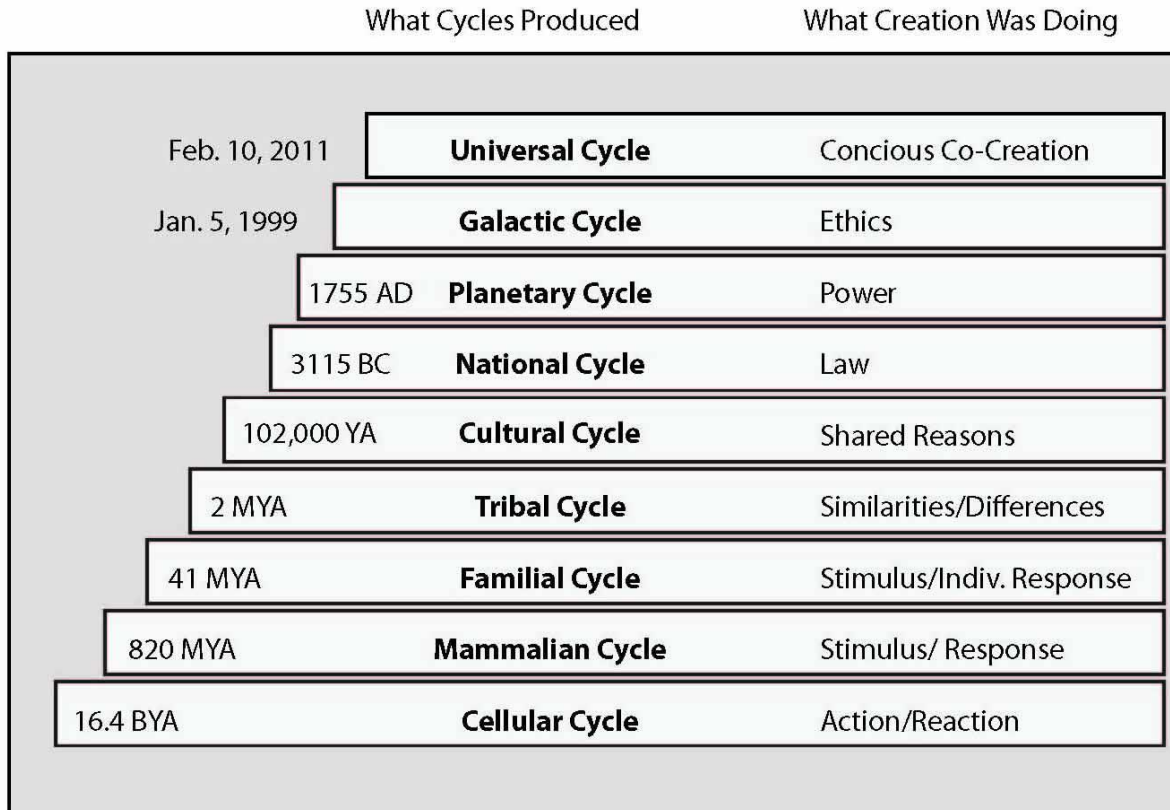 What Cycles Produced What Creation Was Doing
Feb. 10, 2011 Universal Cycle Concious Co-Creation
Jan. 5, 1999 Galactic Cycle Ethics
1755 AD Planetary Cycle Power
3115 BC National Cycle Law
102,000 YA Cultural Cycle Shared Reasons
2 MYA Tribal Cycle Similarities/Differences
41 MYA Familial Cycle Stimulus/Indiv. Response
820 MYA Mammalian Cycle Stimulus/ Response
16.4 BYA Cellular Cycle Action/Reaction